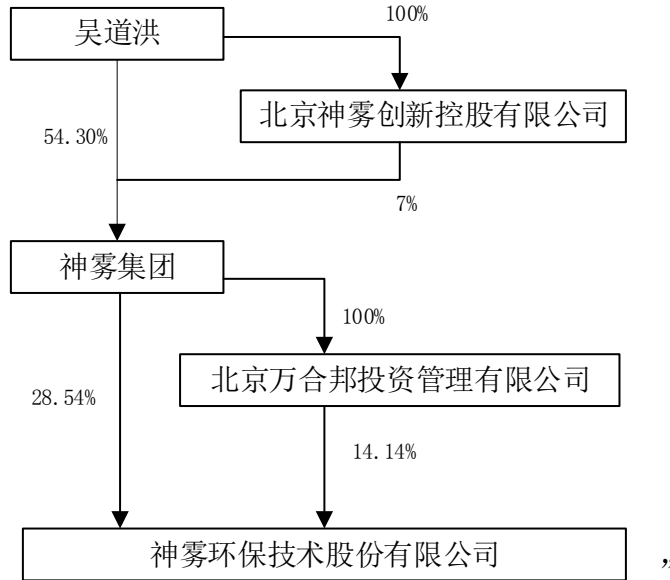 吴道洪
100%
北京神雾创新控股有限公司
54.30%
7%
神雾集团
100%
北京万合邦投资管理有限公司
28.54%
14.14%
神雾环保技术股份有限公司
,